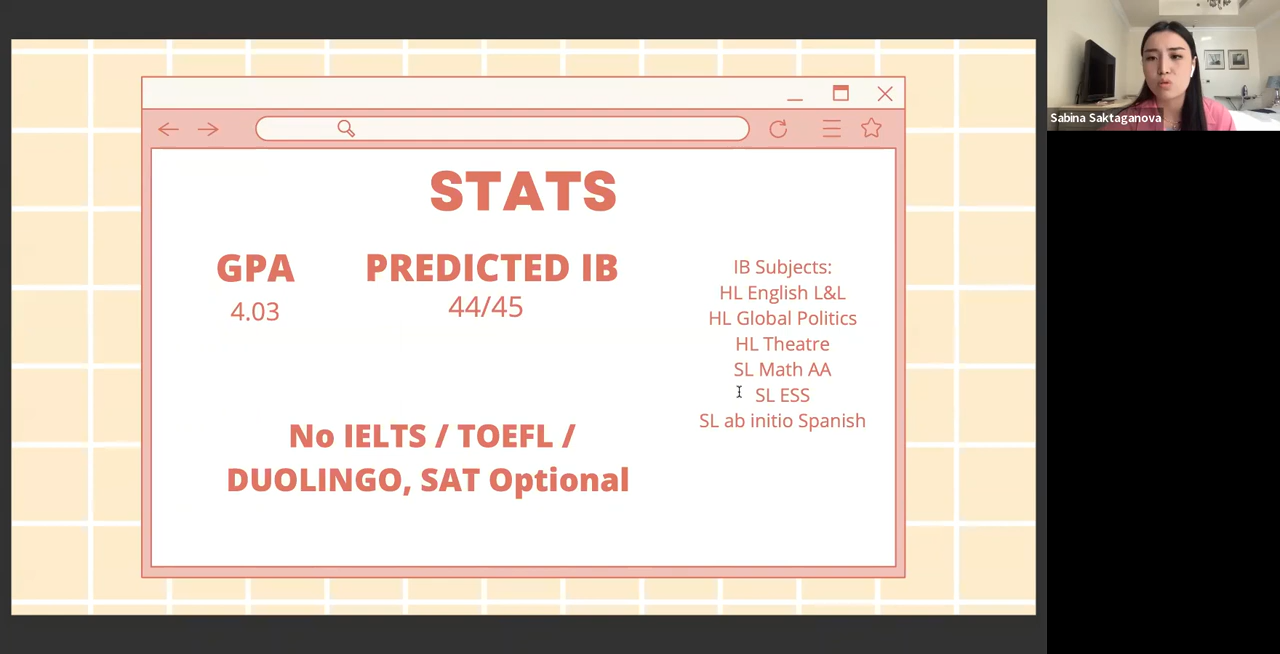 STATS
GPA
4.03
PREDICTED IB
44/45
No IELTS / TOEFL /
DUOLINGO, SAT Optional
IB Subjects:
HL English L&L
HL Global Politics
HL Theatre
SL Math AA
SL ESS
SL ab initio Spanish
Sabina Saktaganova